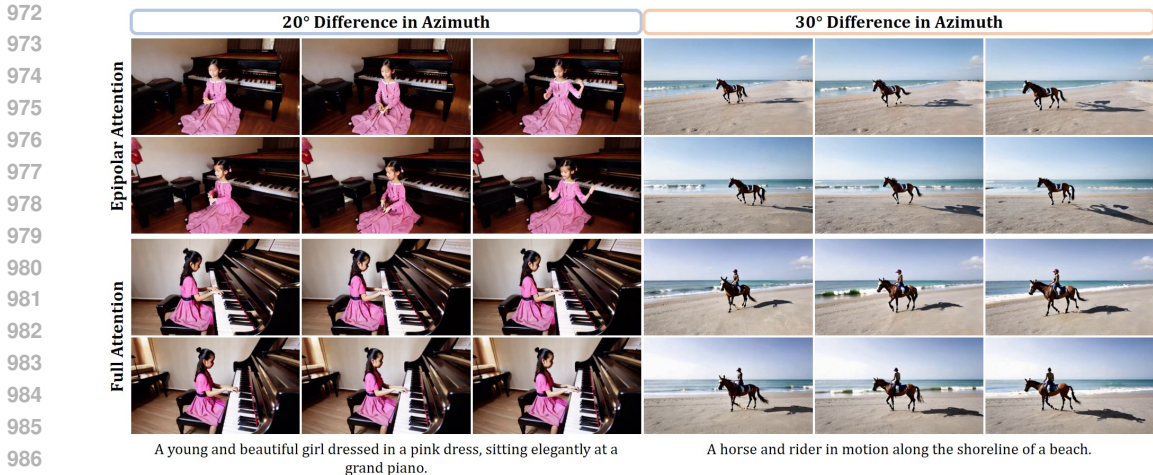 972
20° Difference in Azimuth 30° Difference in Azimuth
973
974
975
976
977
978
979
980
981
982
983
984
985
986
Epipolar Attention
Full Attention
A young and beautiful girl dressed in a pink dress, sitting elegantly at a
grand piano.
A horse and rider in motion along the shoreline of a beach.